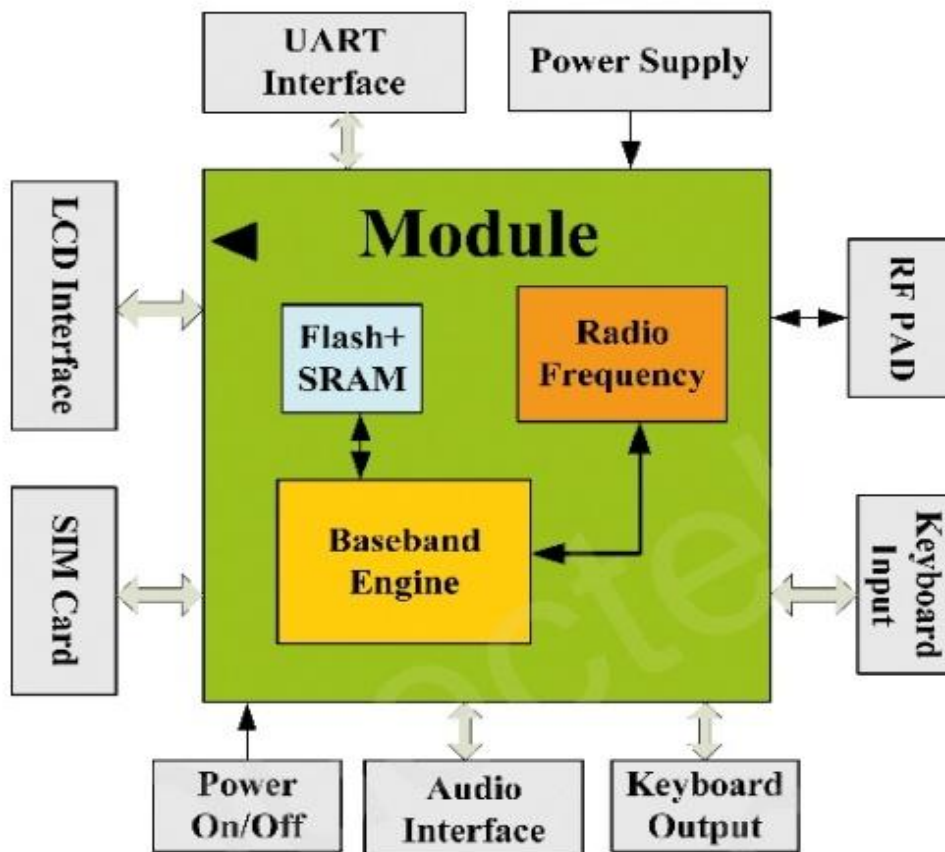 UART
Interface
Power Supply
Module
LCD Interface
Flash+
SRAM
Radio
Frequency
RF PAD
Baseband
Engine
SIM Card
Keyboard
Input
Power
On/Off
Audio
Interface
Keyboard
Output